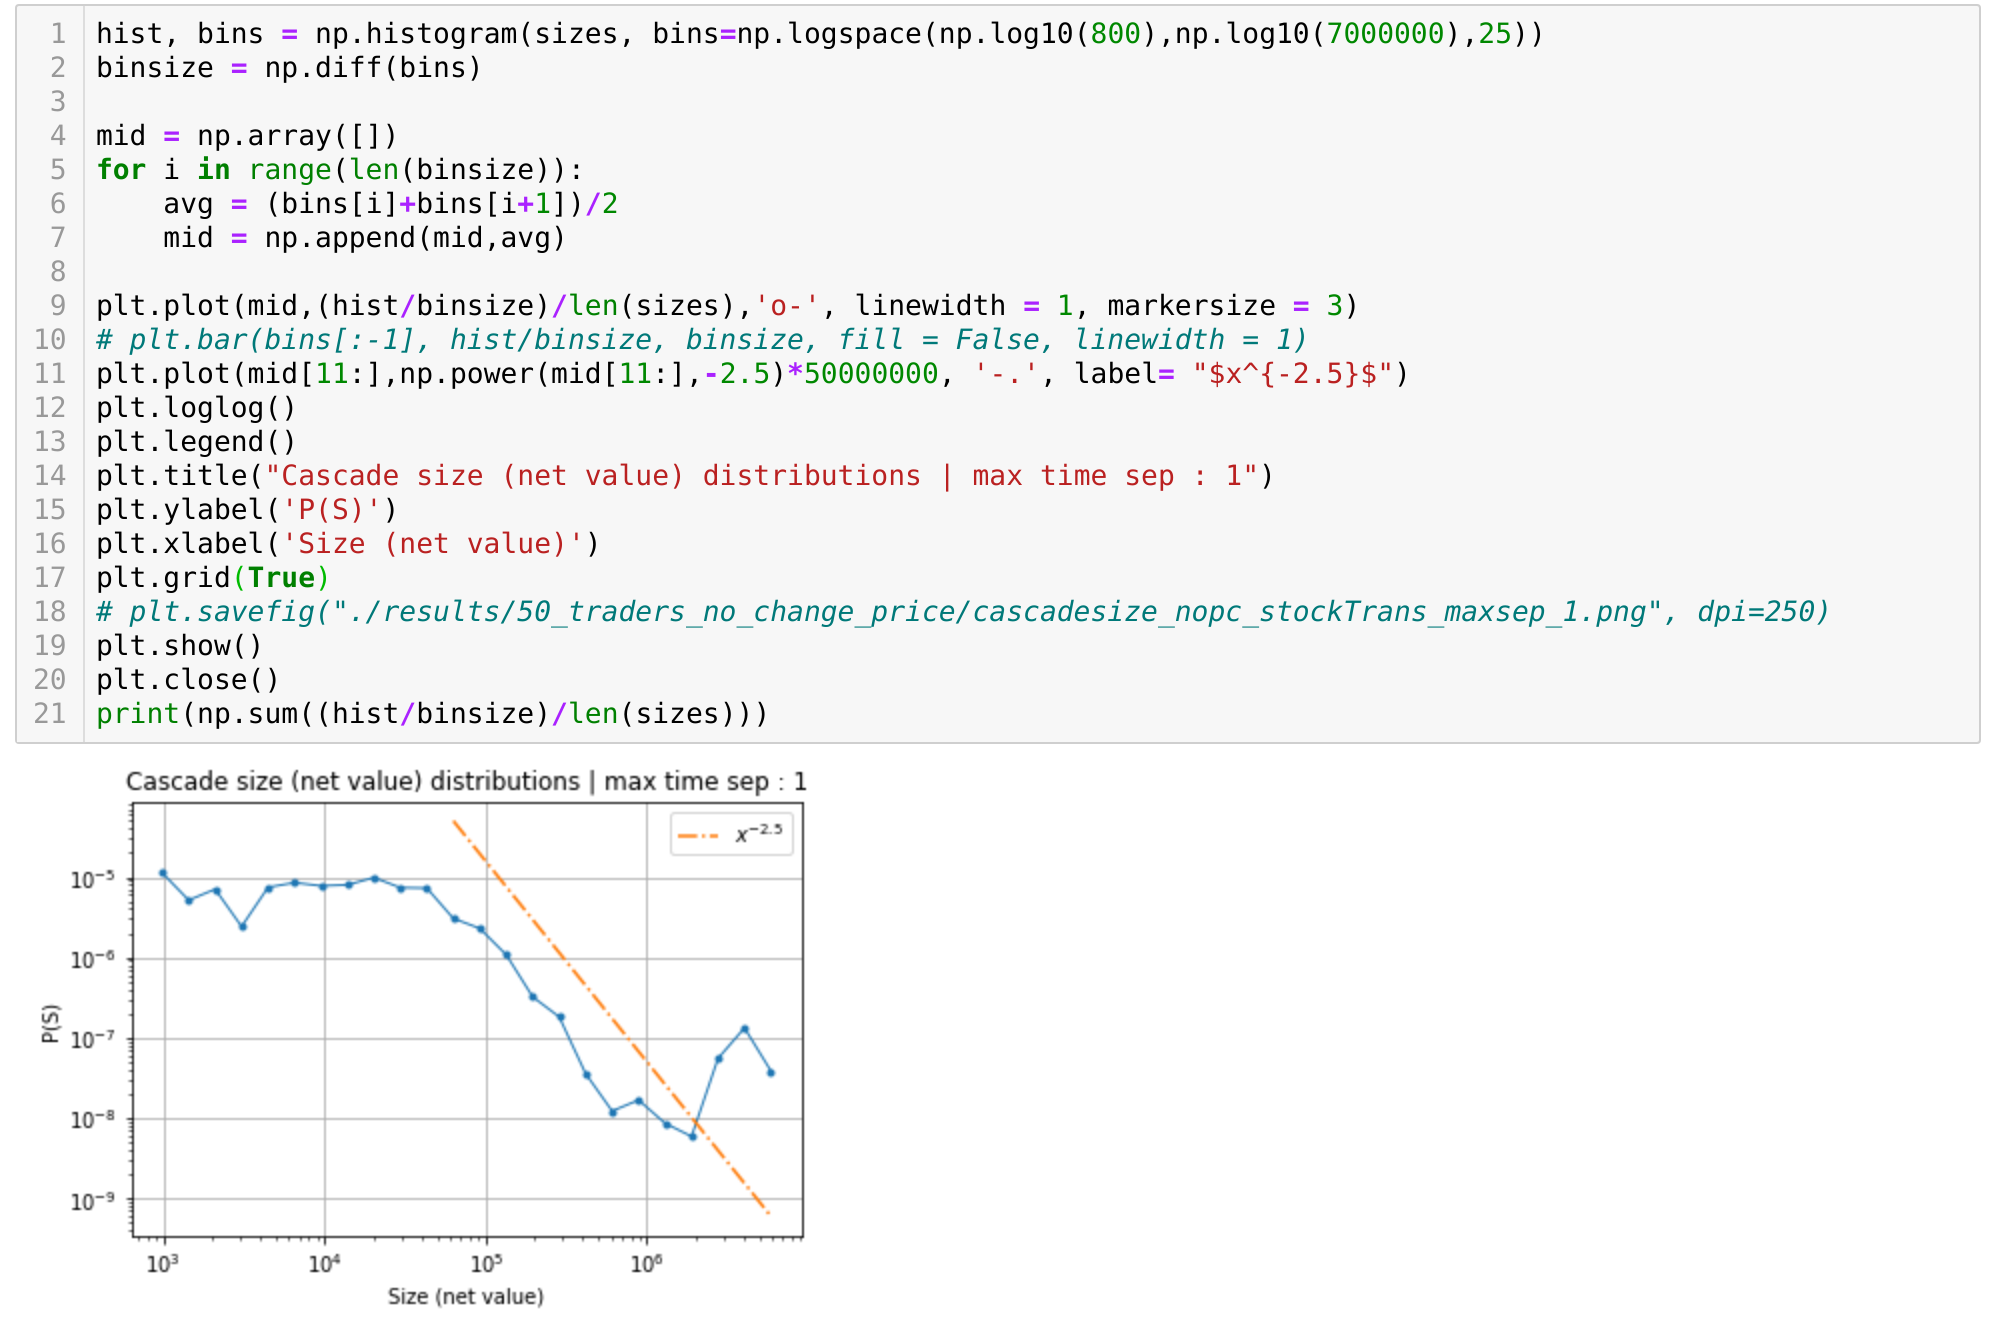 1 hist, bins = np.histogram(sizes, bins=np.logspace(np.log10(800),np.log10(7000000),25))
2 binsize = np.diff(bins)
3
4 mid = np.array([])
5 for i in range(len(binsize)):
6     avg = (bins[i]+bins[i+1])/2
7     mid = np.append(mid,avg)
8
9 plt.plot(mid,(hist/binsize)/len(sizes),'o-', linewidth = 1, markersize = 3)
10 # plt.bar(bins[:-1], hist/binsize, binsize, fill = False, linewidth = 1)
11 plt.plot(mid[11:],np.power(mid[11:],-2.5)*50000000, '-.', label= "$x^{-2.5}$")
12 plt.loglog()
13 plt.legend()
14 plt.title("Cascade size (net value) distributions | max time sep : 1")
15 plt.ylabel('P(S)')
16 plt.xlabel('Size (net value)')
17 plt.grid(True)
18 # plt.savefig("./results/50_traders_no_change_price/cascadesize_nopc_stockTrans_maxsep_1.png", dpi=250)
19 plt.show()
20 plt.close()
21 print(np.sum((hist/binsize)/len(sizes)))
Cascade size (net value) distributions | max time sep : 1
x⁻²·⁵
10⁻⁵
10⁻⁶
10⁻⁷
10⁻⁸
10⁻⁹
P(S)
10³ 10⁴ 10⁵ 10⁶
Size (net value)